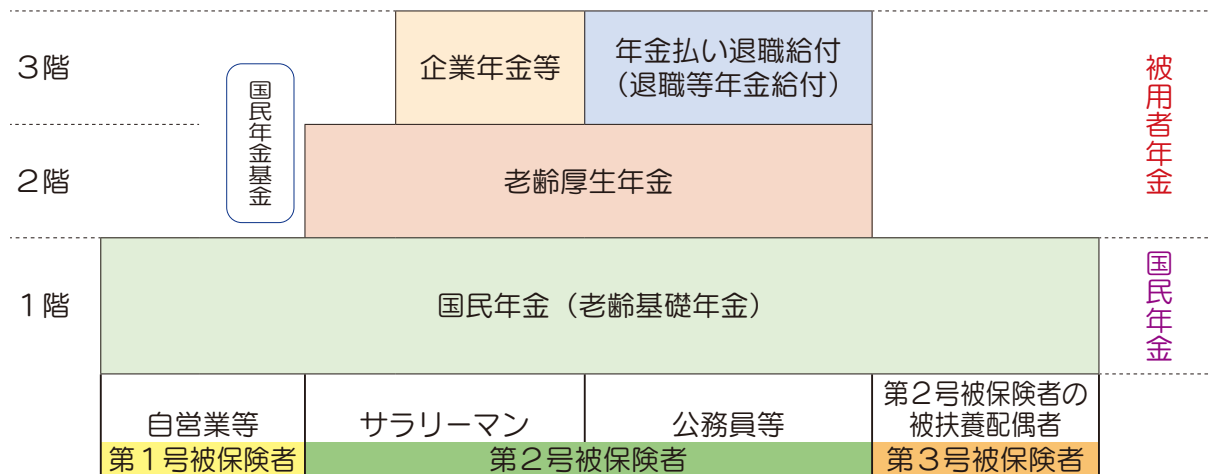 3階
企業年金等
年金払い退職給付
（退職等年金給付）
国民年金基金
被用者年金
2階
老齢厚生年金
1階
国民年金（老齢基礎年金）
国民年金
自営業等
サラリーマン
公務員等
第2号被保険者の
被扶養配偶者
第1号被保険者
第2号被保険者
第3号被保険者